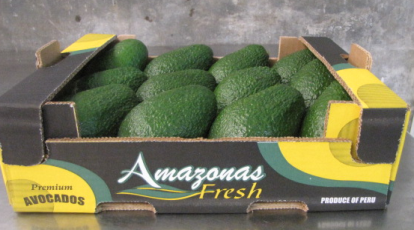 Amazonas
Fresh
Premium
AVOCADOS
PRODUCE OF PERU